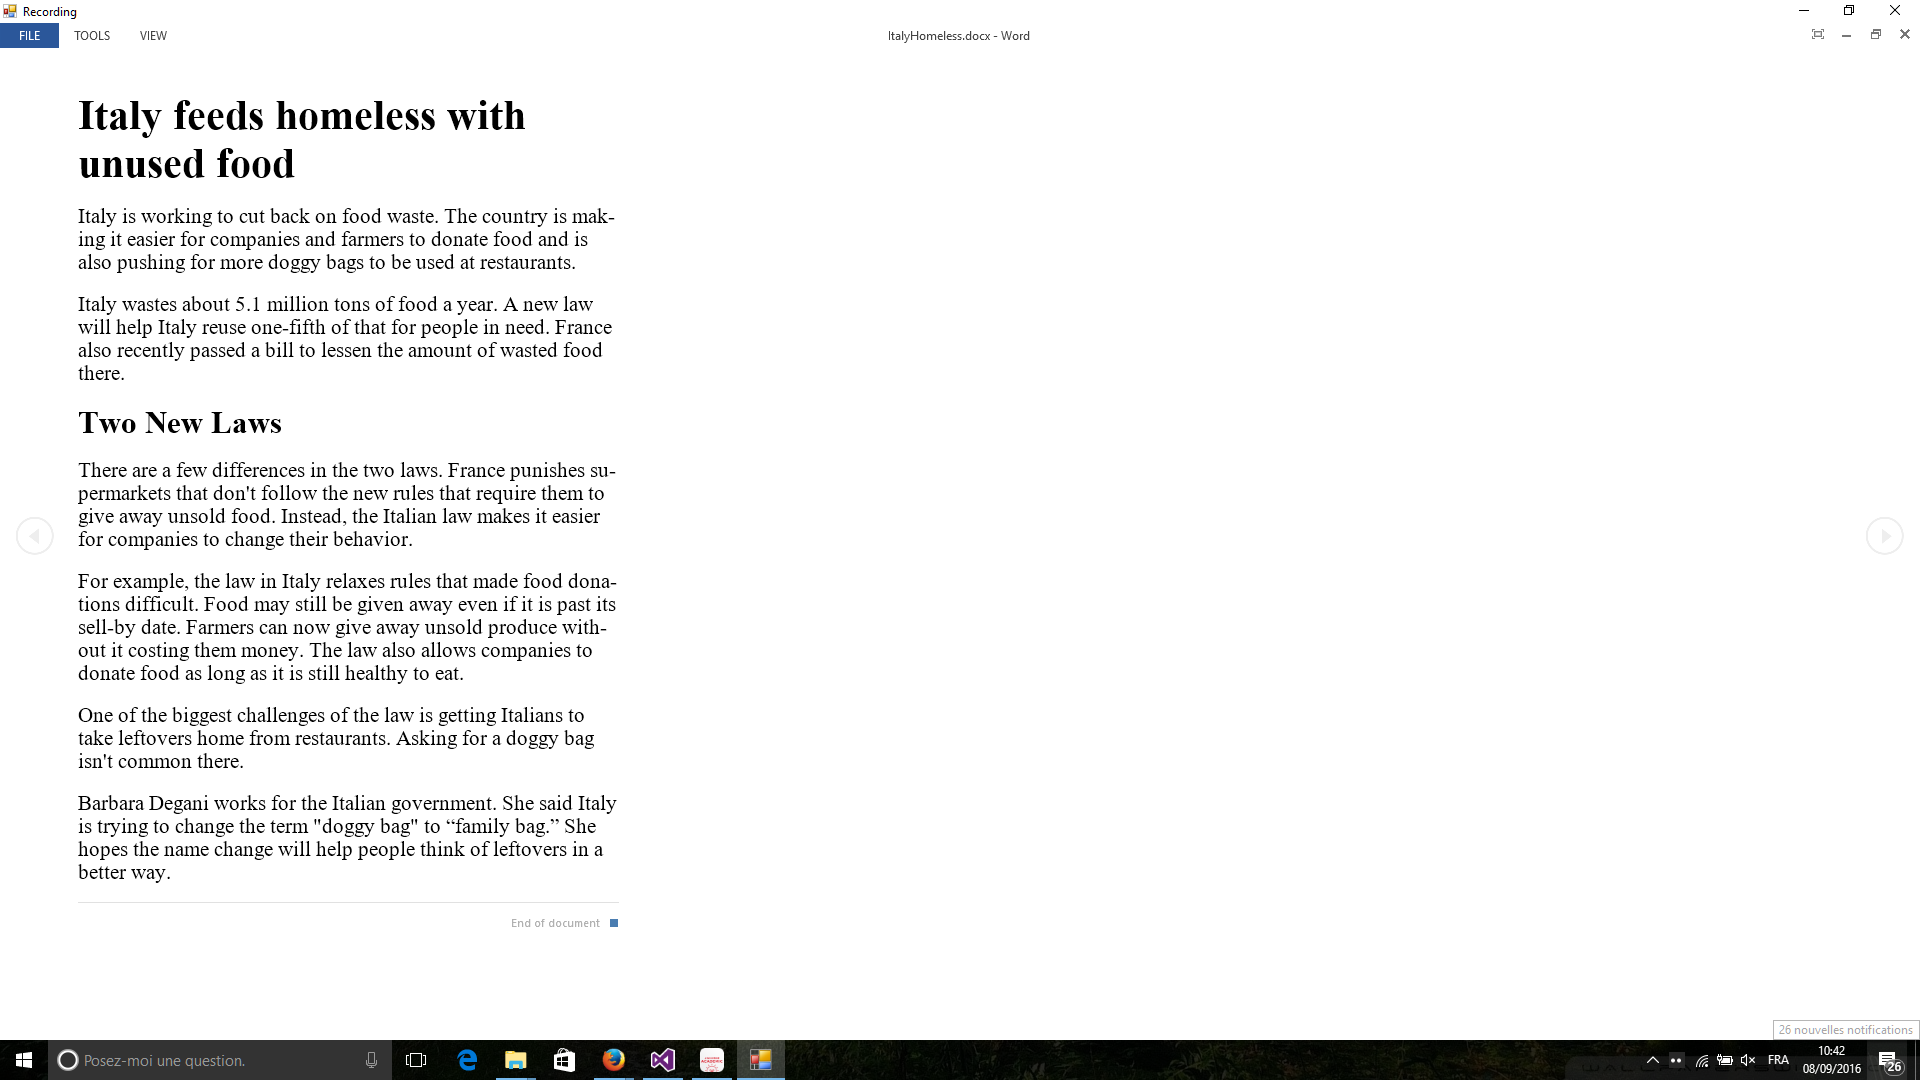 Recording
FILE TOOLS VIEW ItalyHomeless.docx - Word
Italy feeds homeless with
unused food
Italy is working to cut back on food waste. The country is mak-
ing it easier for companies and farmers to donate food and is
also pushing for more doggy bags to be used at restaurants.
Italy wastes about 5.1 million tons of food a year. A new law
will help Italy reuse one-fifth of that for people in need. France
also recently passed a bill to lessen the amount of wasted food
there.
Two New Laws
There are a few differences in the two laws. France punishes su-
permarkets that don't follow the new rules that require them to
give away unsold food. Instead, the Italian law makes it easier
for companies to change their behavior.
For example, the law in Italy relaxes rules that made food dona-
tions difficult. Food may still be given away even if it is past its
sell-by date. Farmers can now give away unsold produce with-
out it costing them money. The law also allows companies to
donate food as long as it is still healthy to eat.
One of the biggest challenges of the law is getting Italians to
take leftovers home from restaurants. Asking for a doggy bag
isn't common there.
Barbara Degani works for the Italian government. She said Italy
is trying to change the term "doggy bag" to “family bag.” She
hopes the name change will help people think of leftovers in a
better way.
End of document
26 nouvelles notifications
Posez-moi une question.
FRA
10:42
08/09/2016
26